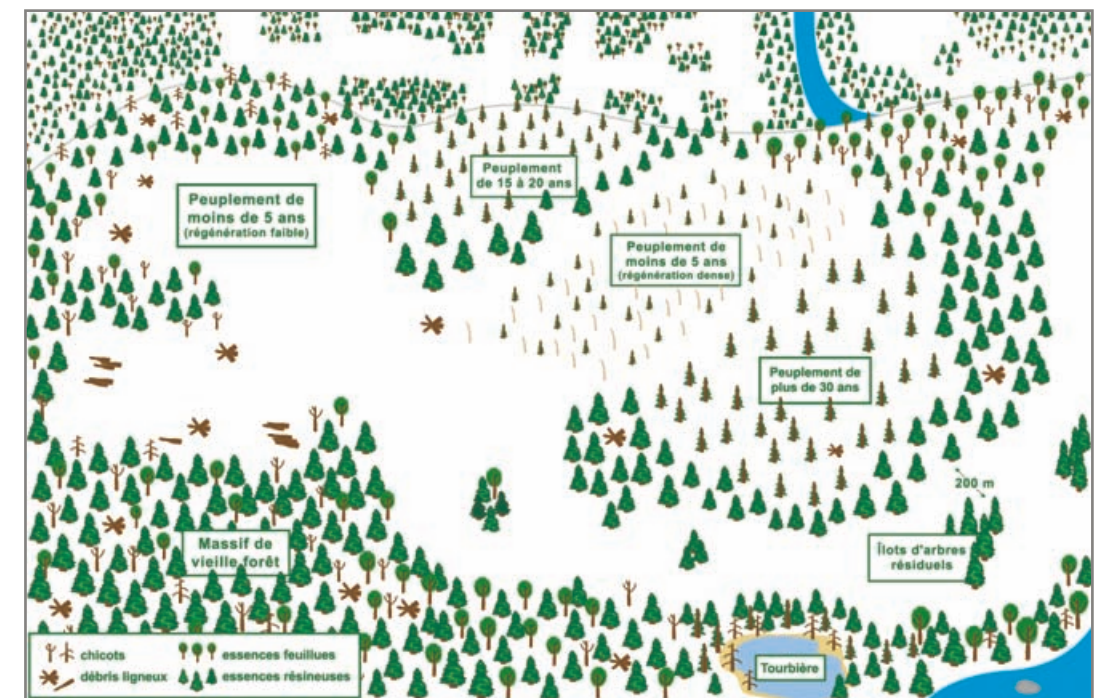 Peuplement
de 15 à 20 ans
Peuplement de
moins de 5 ans
(régénération faible)
Peuplement de
moins de 5 ans
(régénération dense)
Peuplement de
plus de 30 ans
200 m
Massif de
vieille forêt
Îlots d'arbres
résiduels
chicots
essences feuillues
débris ligneux
essences résineuses
Tourbière